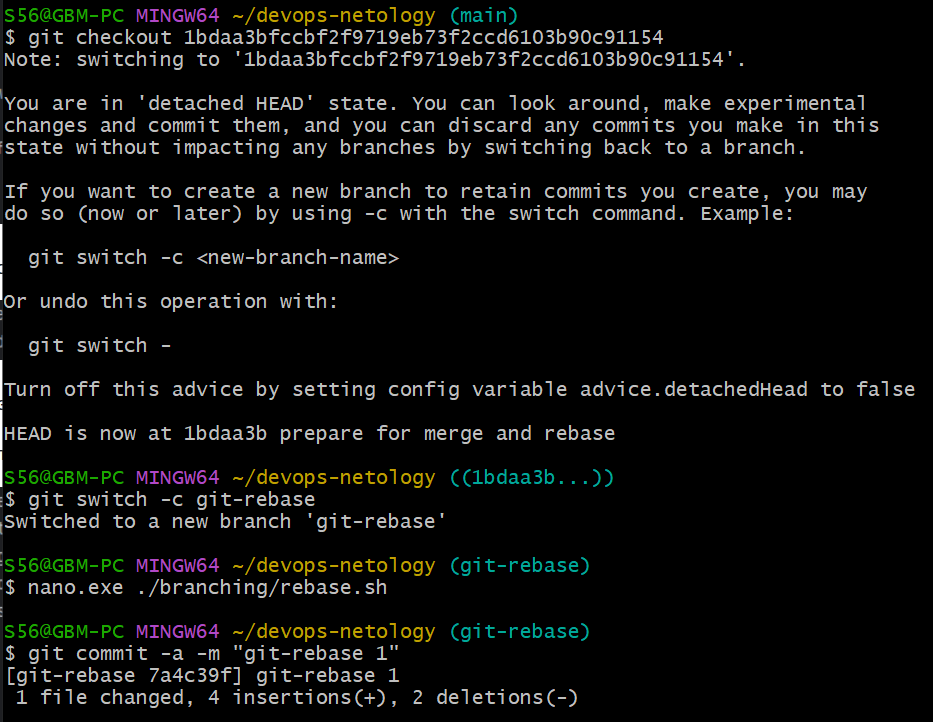 S56@GBM-PC MINGW64 ~/devops-netology (main)
$ git checkout 1bdaa3bfccbf2f9719eb73f2ccd6103b90c91154
Note: switching to '1bdaa3bfccbf2f9719eb73f2ccd6103b90c91154'.
You are in 'detached HEAD' state. You can look around, make experimental
changes and commit them, and you can discard any commits you make in this
state without impacting any branches by switching back to a branch.
If you want to create a new branch to retain commits you create, you may
do so (now or later) by using -c with the switch command. Example:
git switch -c <new-branch-name>
Or undo this operation with:
git switch -
Turn off this advice by setting config variable advice.detachedHead to false
HEAD is now at 1bdaa3b prepare for merge and rebase
S56@GBM-PC MINGW64 ~/devops-netology ((1bdaa3b...))
$ git switch -c git-rebase
Switched to a new branch 'git-rebase'
S56@GBM-PC MINGW64 ~/devops-netology (git-rebase)
$ nano.exe ./branching/rebase.sh
S56@GBM-PC MINGW64 ~/devops-netology (git-rebase)
$ git commit -a -m "git-rebase 1"
[git-rebase 7a4c39f] git-rebase 1
1 file changed, 4 insertions(+), 2 deletions(-)